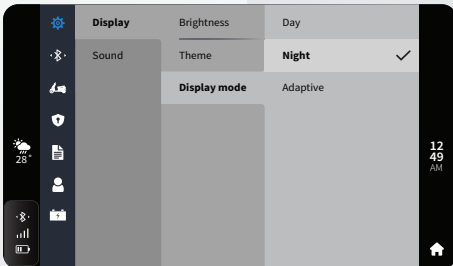 Display
Sound
Brightness
Theme
Display mode
Day
Night
Adaptive
28°
12
49
AM